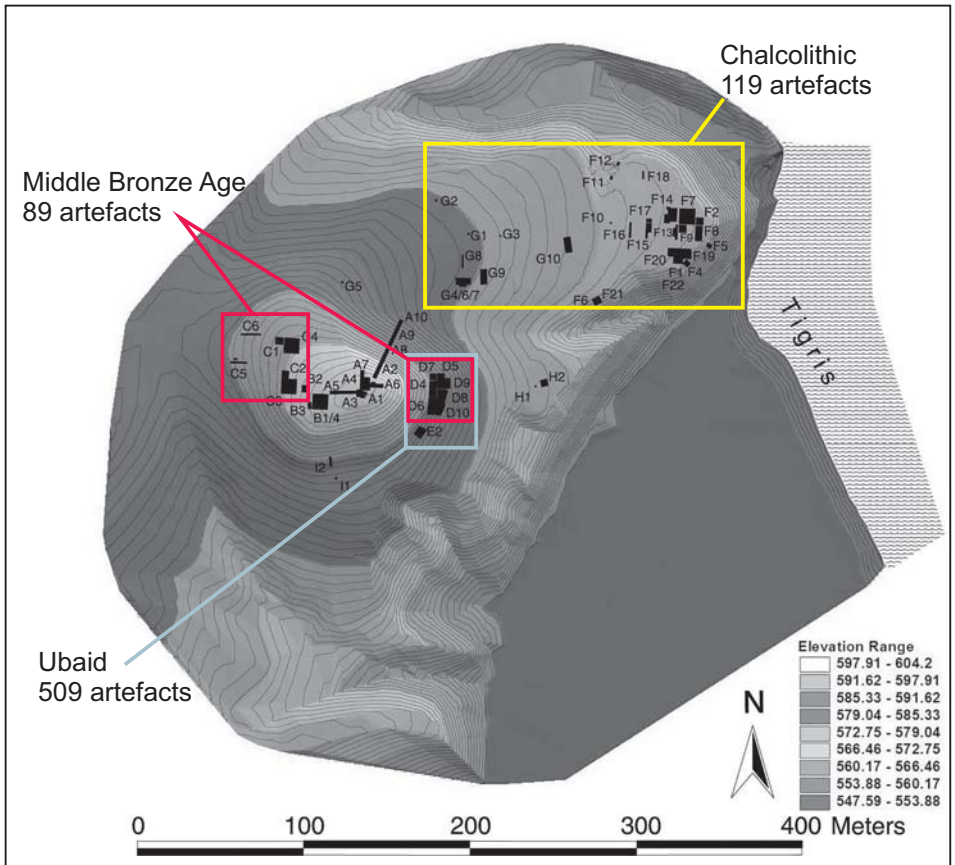 Chalcolithic
119 artefacts
Middle Bronze Age
89 artefacts
F12
F11
F18
G2
F14
F7
F17
F2
F10
G1
G3
F16
F13
F9
F8
F15
F5
G8
G10
F20
F19
G9
F1
F4
G5
G4/6/7
F22
F6
F21
Tigris
A10
C6
A9
C1
C4
A8
C5
A7
A2
D7
D5
C2
B2
A4
A6
D4
D9
H2
A5
D8
H1
B3
A3
A1
D6
D10
B1/4
E2
I2
I1
Ubaid
509 artefacts
Elevation Range
597.91 - 604.2
591.62 - 597.91
585.33 - 591.62
579.04 - 585.33
572.75 - 579.04
566.46 - 572.75
560.17 - 566.46
553.88 - 560.17
547.59 - 553.88
N
0 100 200 300 400 Meters